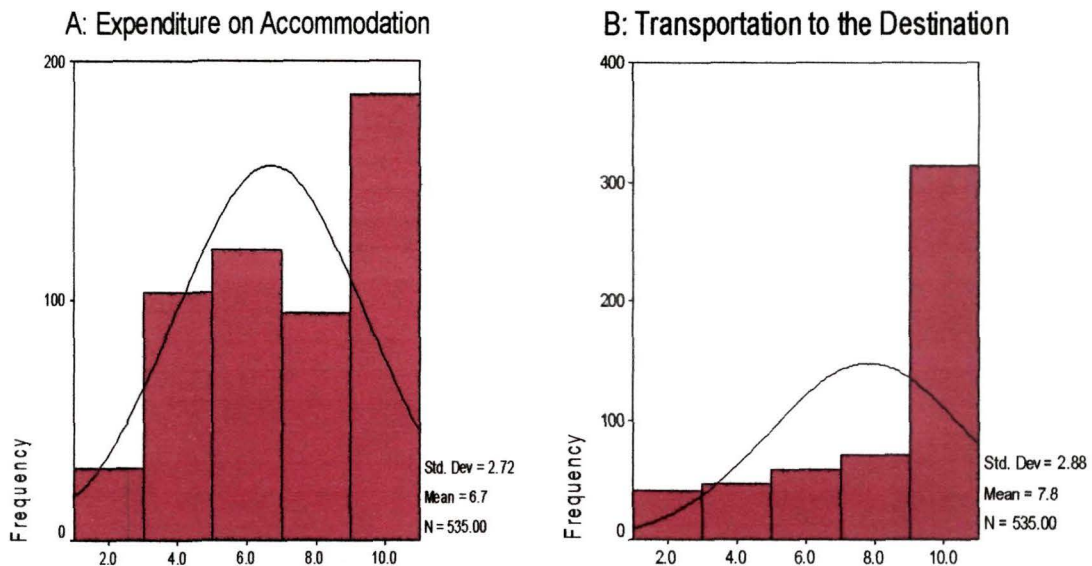 A: Expenditure on Accommodation
200
100
0
Frequency
Std. Dev = 2.72
Mean = 6.7
N = 535.00
2.0 4.0 6.0 8.0 10.0
B: Transportation to the Destination
400
300
200
100
0
Frequency
Std. Dev = 2.88
Mean = 7.8
N = 535.00
2.0 4.0 6.0 8.0 10.0